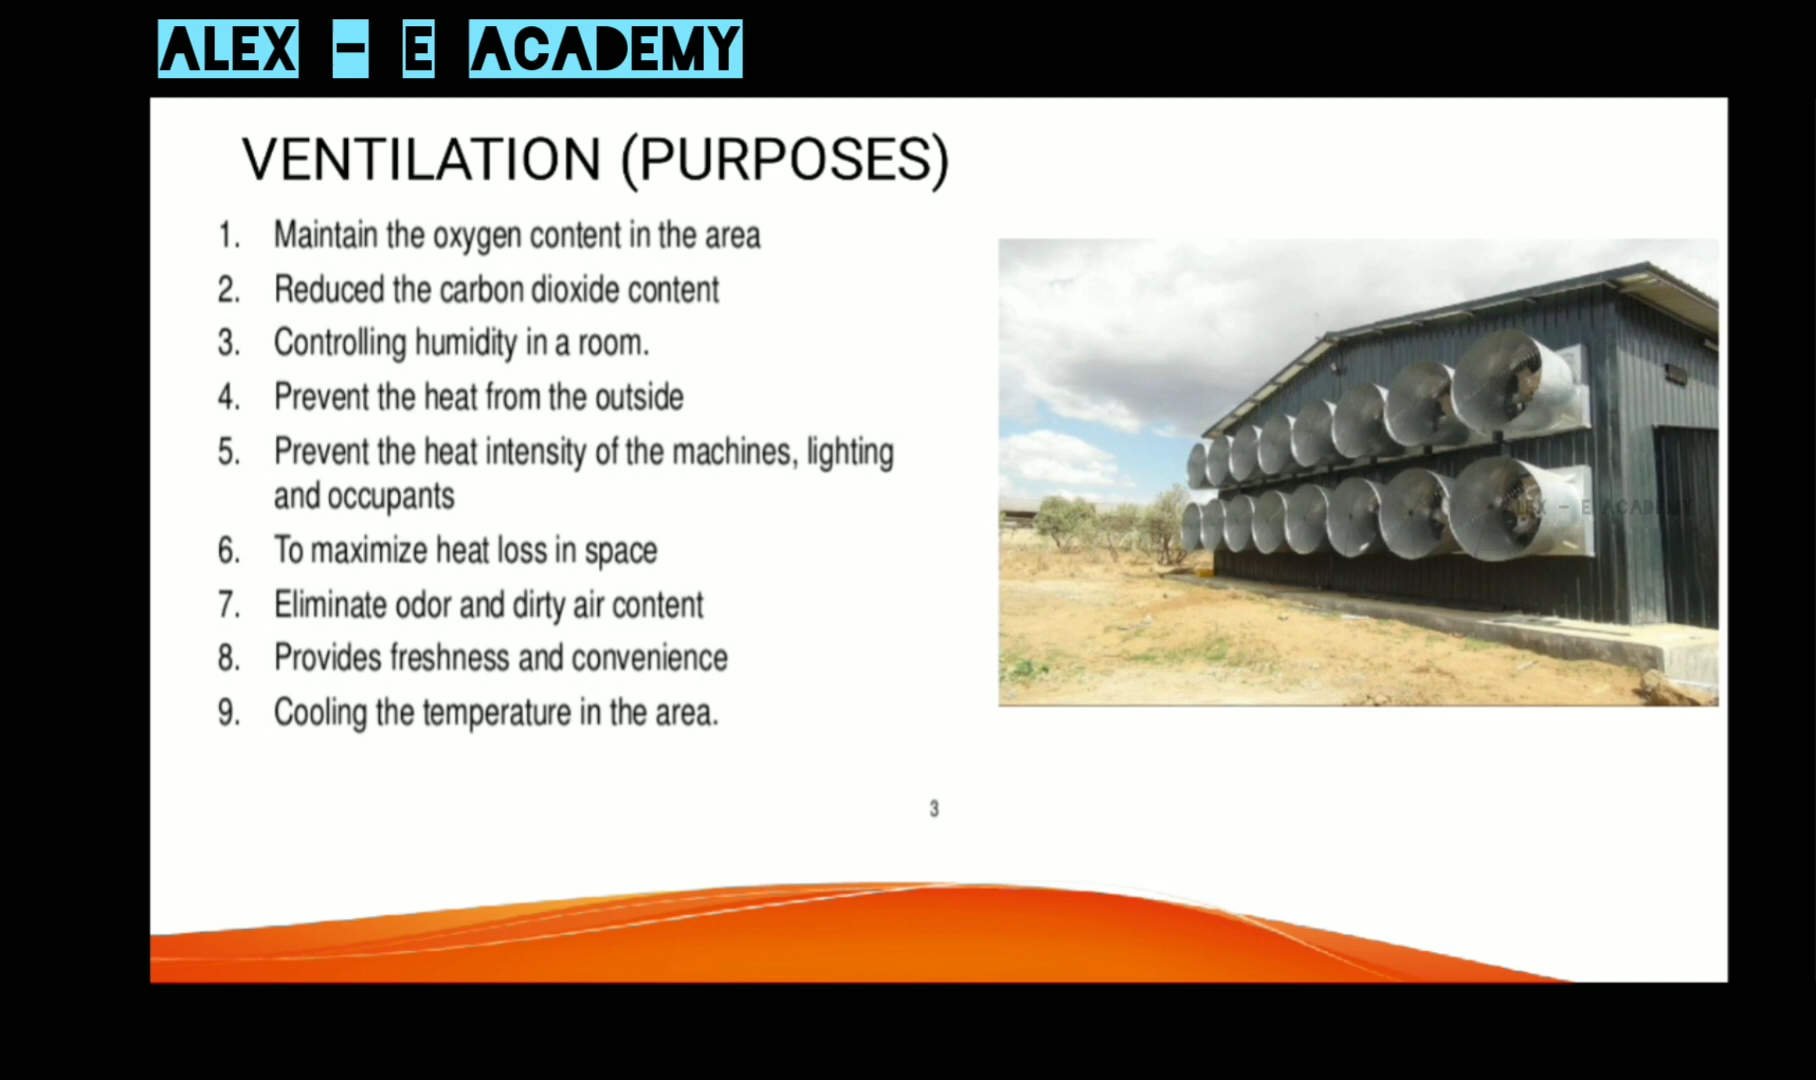 ALEX - E ACADEMY
VENTILATION (PURPOSES)
1. Maintain the oxygen content in the area
2. Reduced the carbon dioxide content
3. Controlling humidity in a room.
4. Prevent the heat from the outside
5. Prevent the heat intensity of the machines, lighting
and occupants
6. To maximize heat loss in space
7. Eliminate odor and dirty air content
8. Provides freshness and convenience
9. Cooling the temperature in the area.
ALEX - E ACADEMY
3